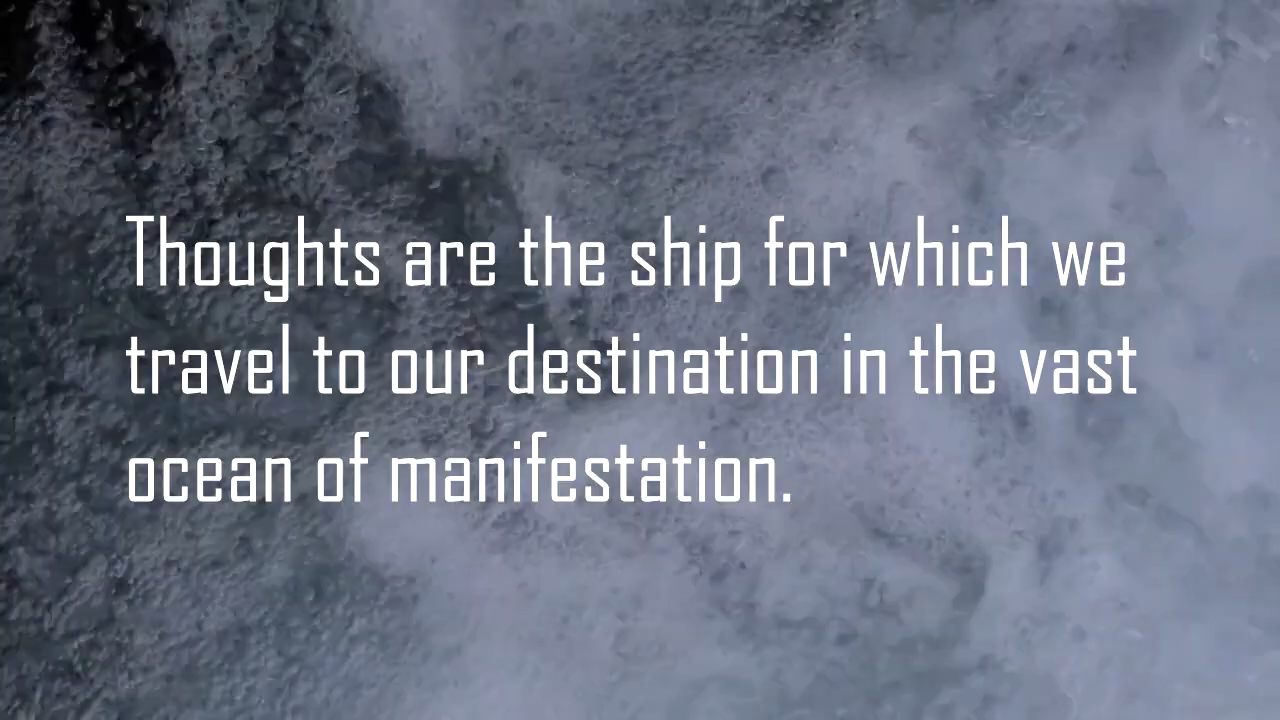 Thoughts are the ship for which we
travel to our destination in the vast
ocean of manifestation.